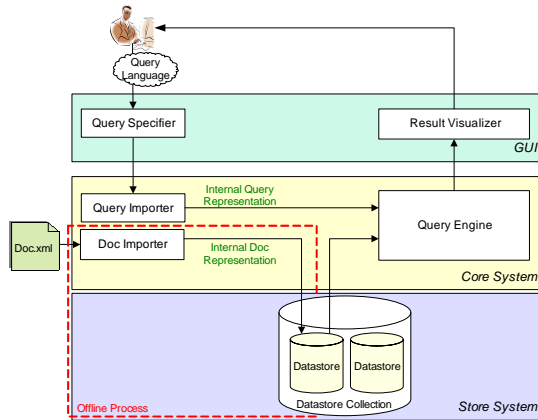 Query
Language
Query Specifier
Result Visualizer
GUI
Internal Query
Representation
Query Importer
Query Engine
Doc Importer
Doc.xml
Internal Doc
Representation
Core System
Datastore
Datastore
Datastore Collection
Offline Process
Store System